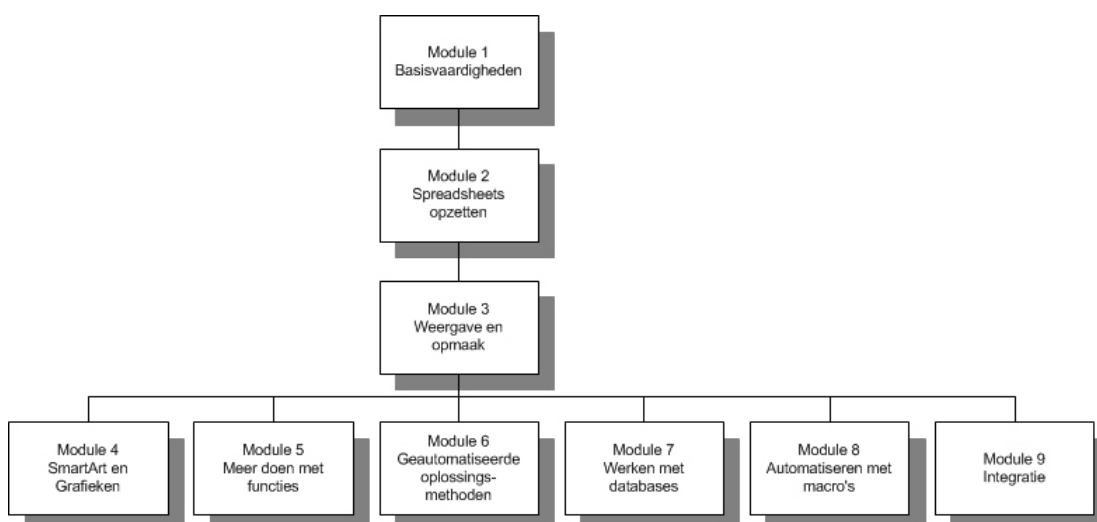 Module 1
Basisvaardigheden
Module 2
Spreadsheets
opzetten
Module 3
Weergave en
opmaak
Module 4
SmartArt en
Grafieken
Module 5
Meer doen met
functies
Module 6
Geautomatiseerde
oplossings-
methoden
Module 7
Werken met
databases
Module 8
Automatiseren met
macro's
Module 9
Integratie